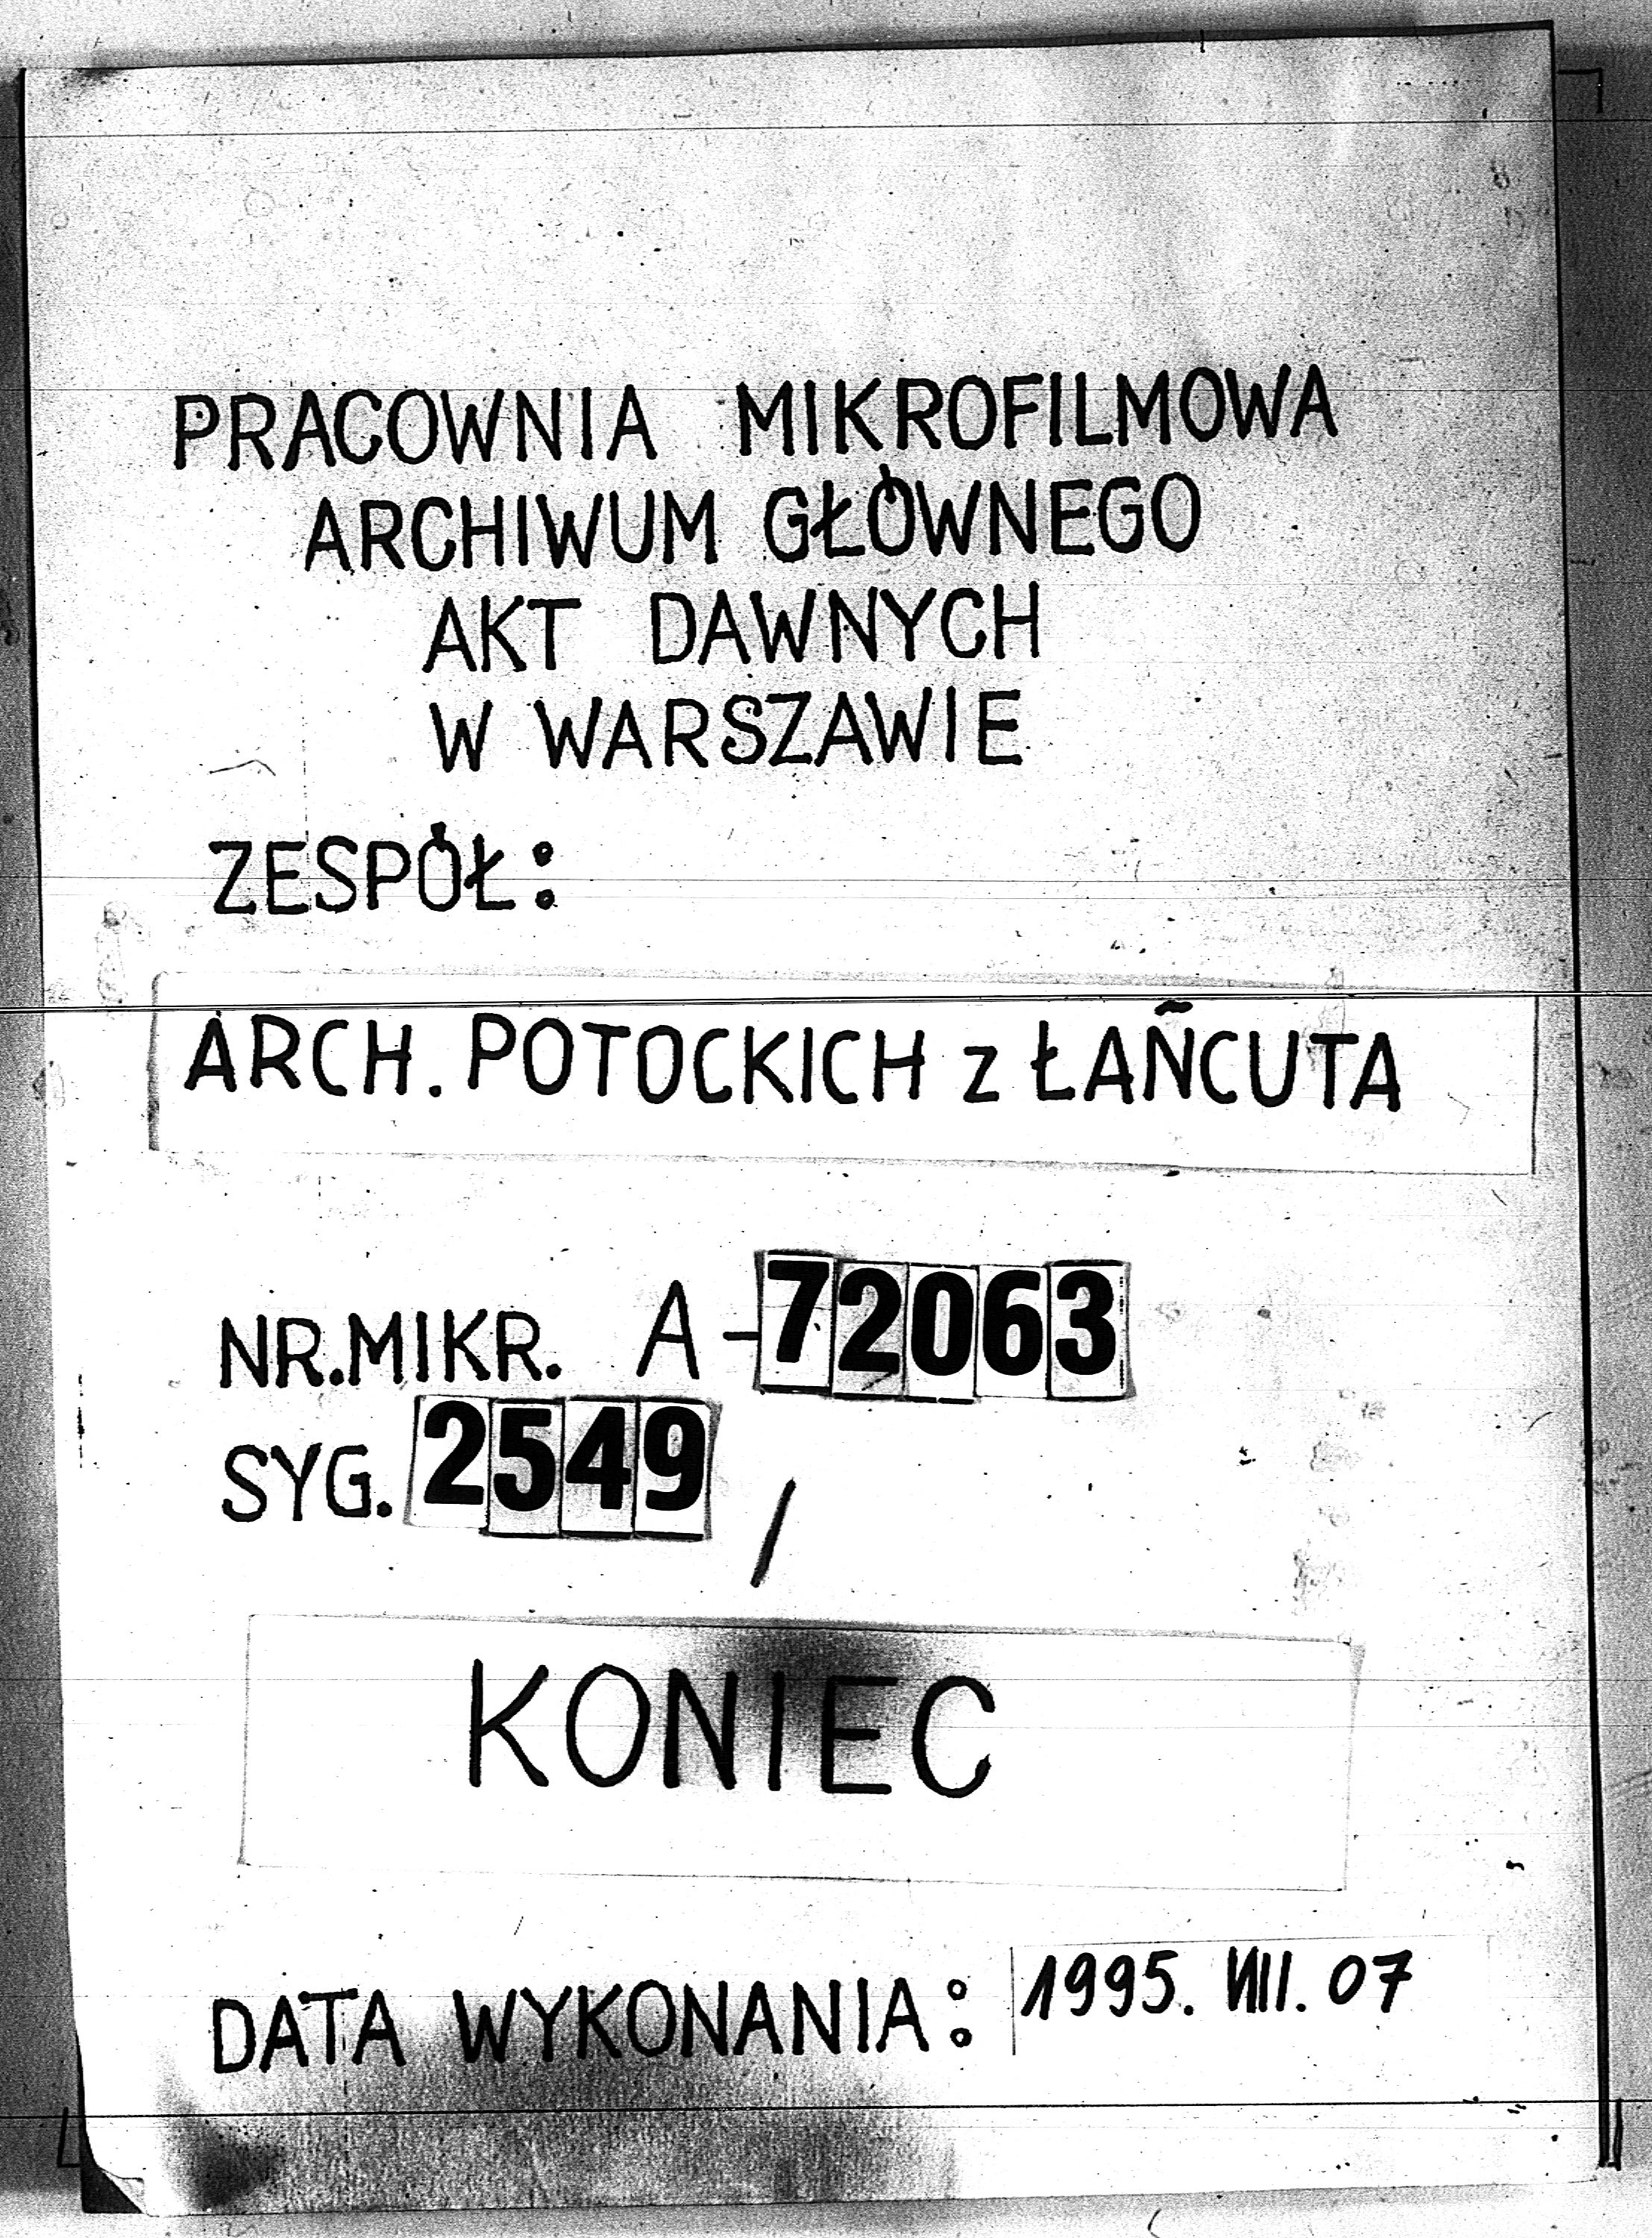 PRACOWNIA MIKROFILMOWA
ARCHIWUM GŁÓWNEGO
AKT DAWNYCH
W WARSZAWIE
ZESPÓŁ:
ARCH. POTOCKICH z ŁAŃCUTA
NR.MIKR. A-72063
SYG. 2549 /
KONIEC
DATA WYKONANIA: 1995. VIII. 07